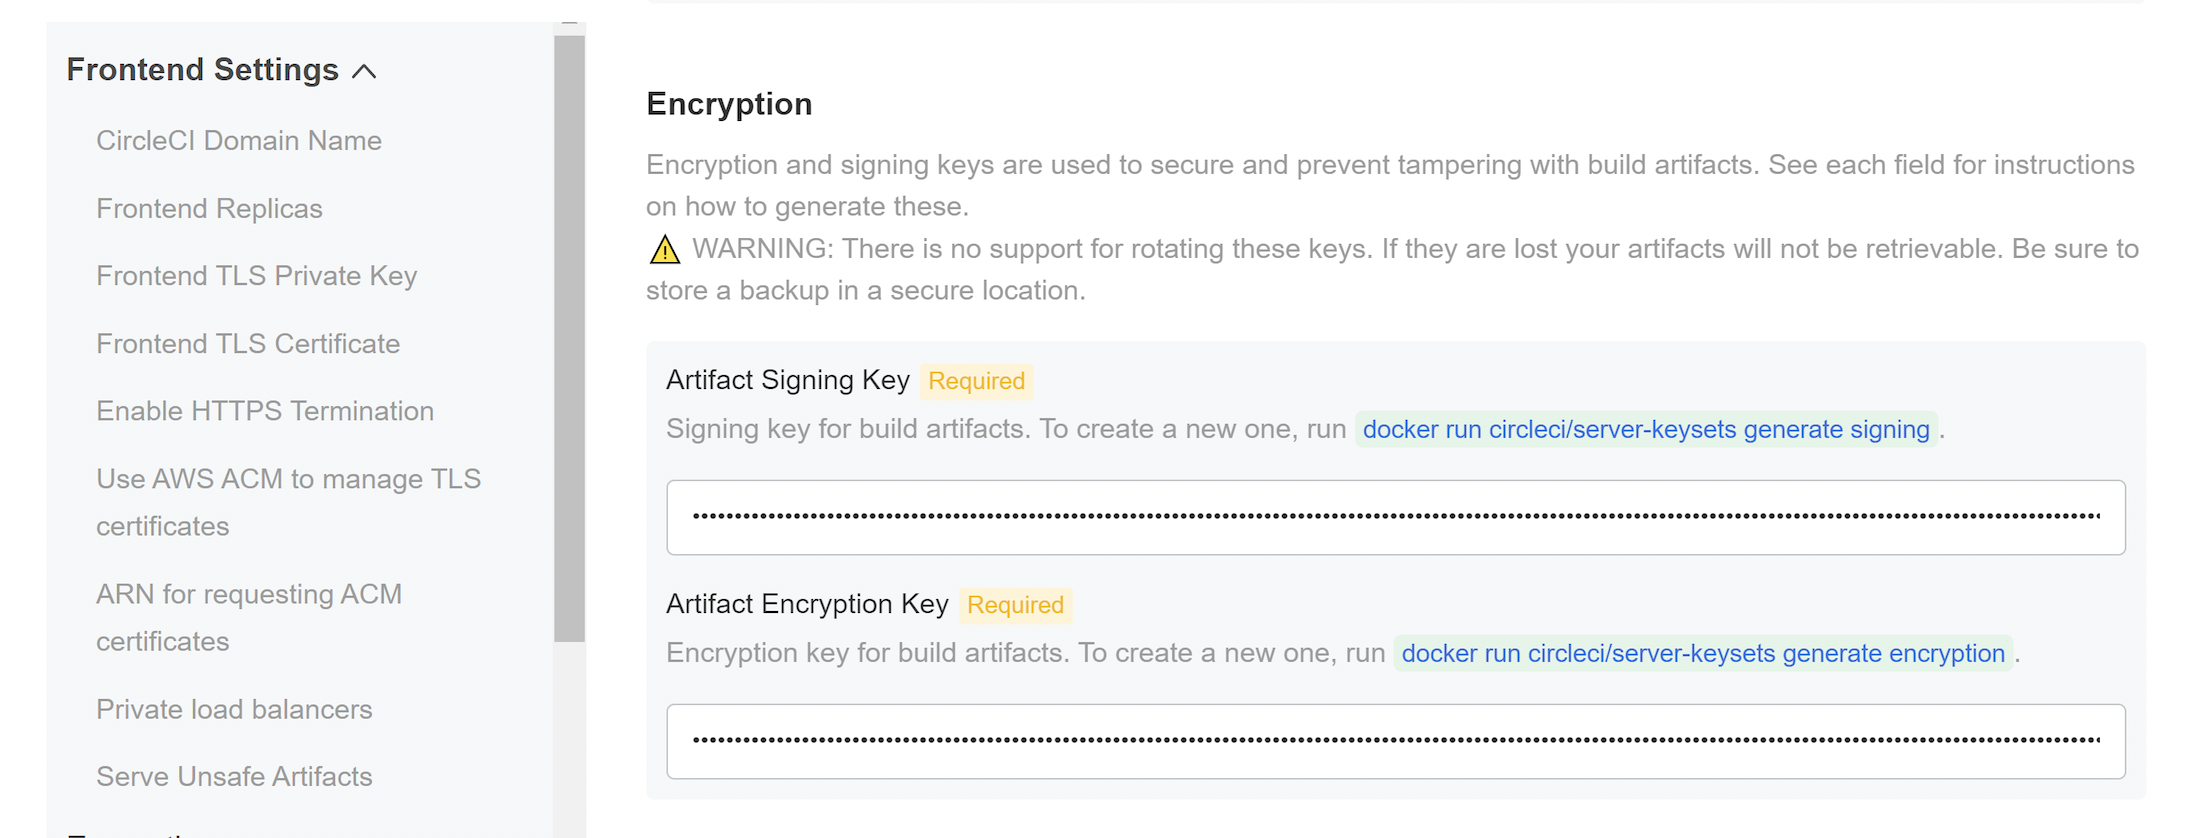 Frontend Settings
CircleCI Domain Name
Frontend Replicas
Frontend TLS Private Key
Frontend TLS Certificate
Enable HTTPS Termination
Use AWS ACM to manage TLS
certificates
ARN for requesting ACM
certificates
Private load balancers
Serve Unsafe Artifacts
Encryption
Encryption and signing keys are used to secure and prevent tampering with build artifacts. See each field for instructions
on how to generate these.
⚠ WARNING: There is no support for rotating these keys. If they are lost your artifacts will not be retrievable. Be sure to
store a backup in a secure location.
Artifact Signing Key Required
Signing key for build artifacts. To create a new one, run docker run circleci/server-keysets generate signing.
Artifact Encryption Key Required
Encryption key for build artifacts. To create a new one, run docker run circleci/server-keysets generate encryption.